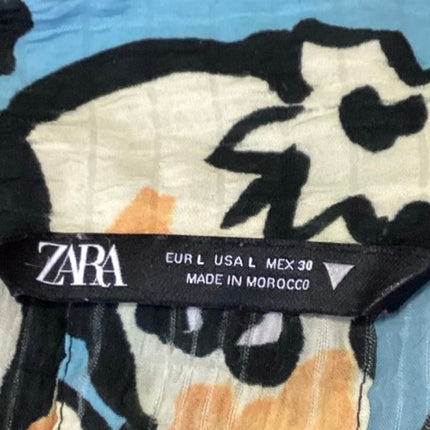 ZARA
EUR L USA L MEX 30
MADE IN MOROCCO